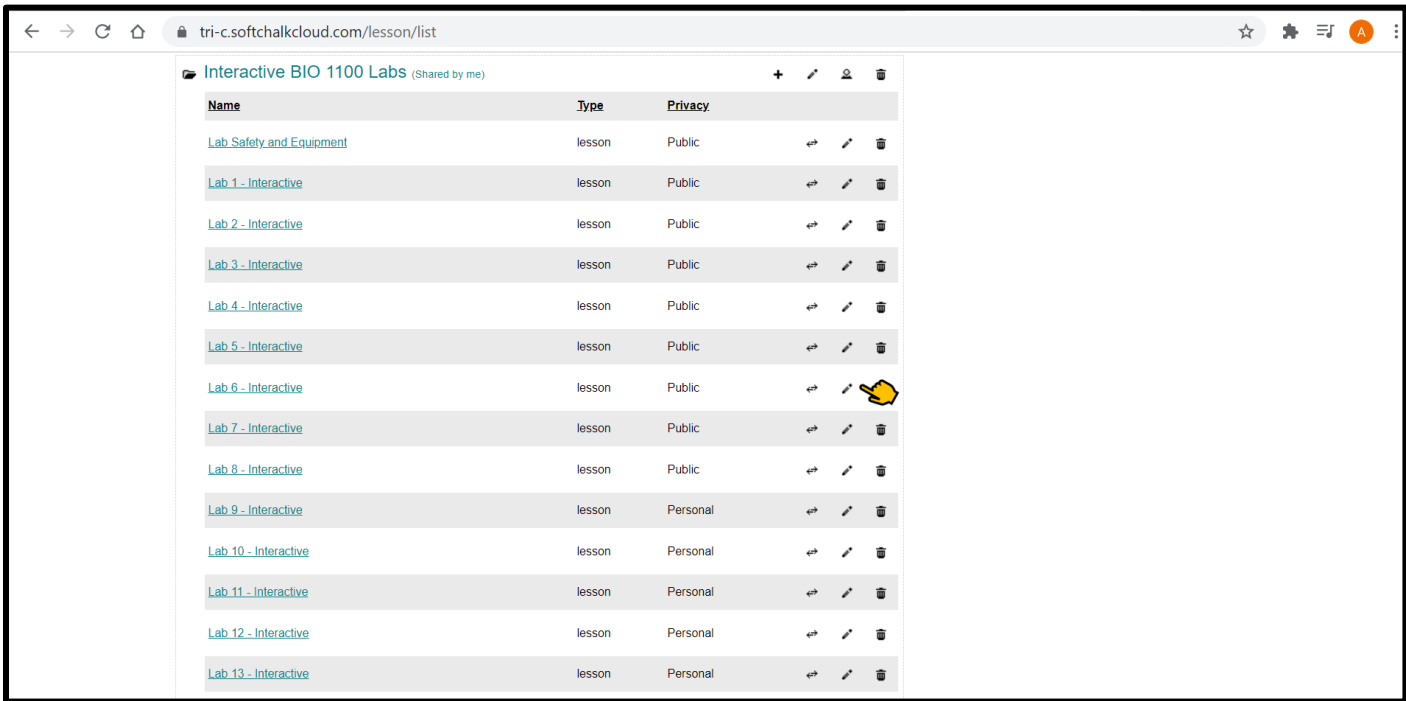 tri-c.softchalkcloud.com/lesson/list
A
Interactive BIO 1100 Labs (Shared by me)
Name Type Privacy
Lab Safety and Equipment lesson Public
Lab 1 - Interactive lesson Public
Lab 2 - Interactive lesson Public
Lab 3 - Interactive lesson Public
Lab 4 - Interactive lesson Public
Lab 5 - Interactive lesson Public
Lab 6 - Interactive lesson Public
Lab 7 - Interactive lesson Public
Lab 8 - Interactive lesson Public
Lab 9 - Interactive lesson Personal
Lab 10 - Interactive lesson Personal
Lab 11 - Interactive lesson Personal
Lab 12 - Interactive lesson Personal
Lab 13 - Interactive lesson Personal